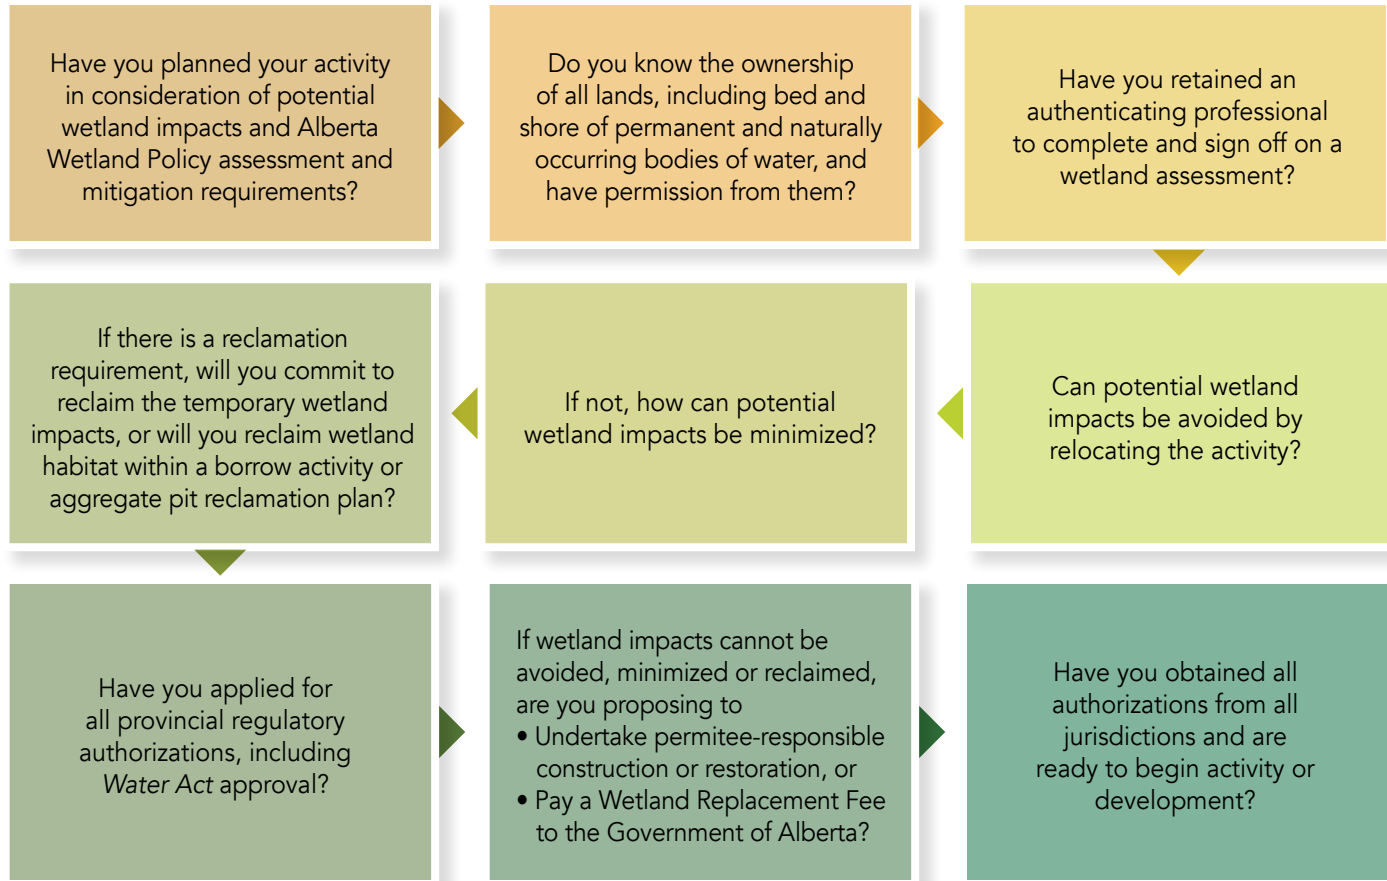 Have you planned your activity
in consideration of potential
wetland impacts and Alberta
Wetland Policy assessment and
mitigation requirements?
Do you know the ownership
of all lands, including bed and
shore of permanent and naturally
occurring bodies of water, and
have permission from them?
Have you retained an
authenticating professional
to complete and sign off on a
wetland assessment?
Can potential wetland
impacts be avoided by
relocating the activity?
If not, how can potential
wetland impacts be minimized?
If there is a reclamation
requirement, will you commit to
reclaim the temporary wetland
impacts, or will you reclaim wetland
habitat within a borrow activity or
aggregate pit reclamation plan?
Have you applied for
all provincial regulatory
authorizations, including
Water Act approval?
If wetland impacts cannot be
avoided, minimized or reclaimed,
are you proposing to
• Undertake permitee-responsible
construction or restoration, or
• Pay a Wetland Replacement Fee
to the Government of Alberta?
Have you obtained all
authorizations from all
jurisdictions and are
ready to begin activity or
development?